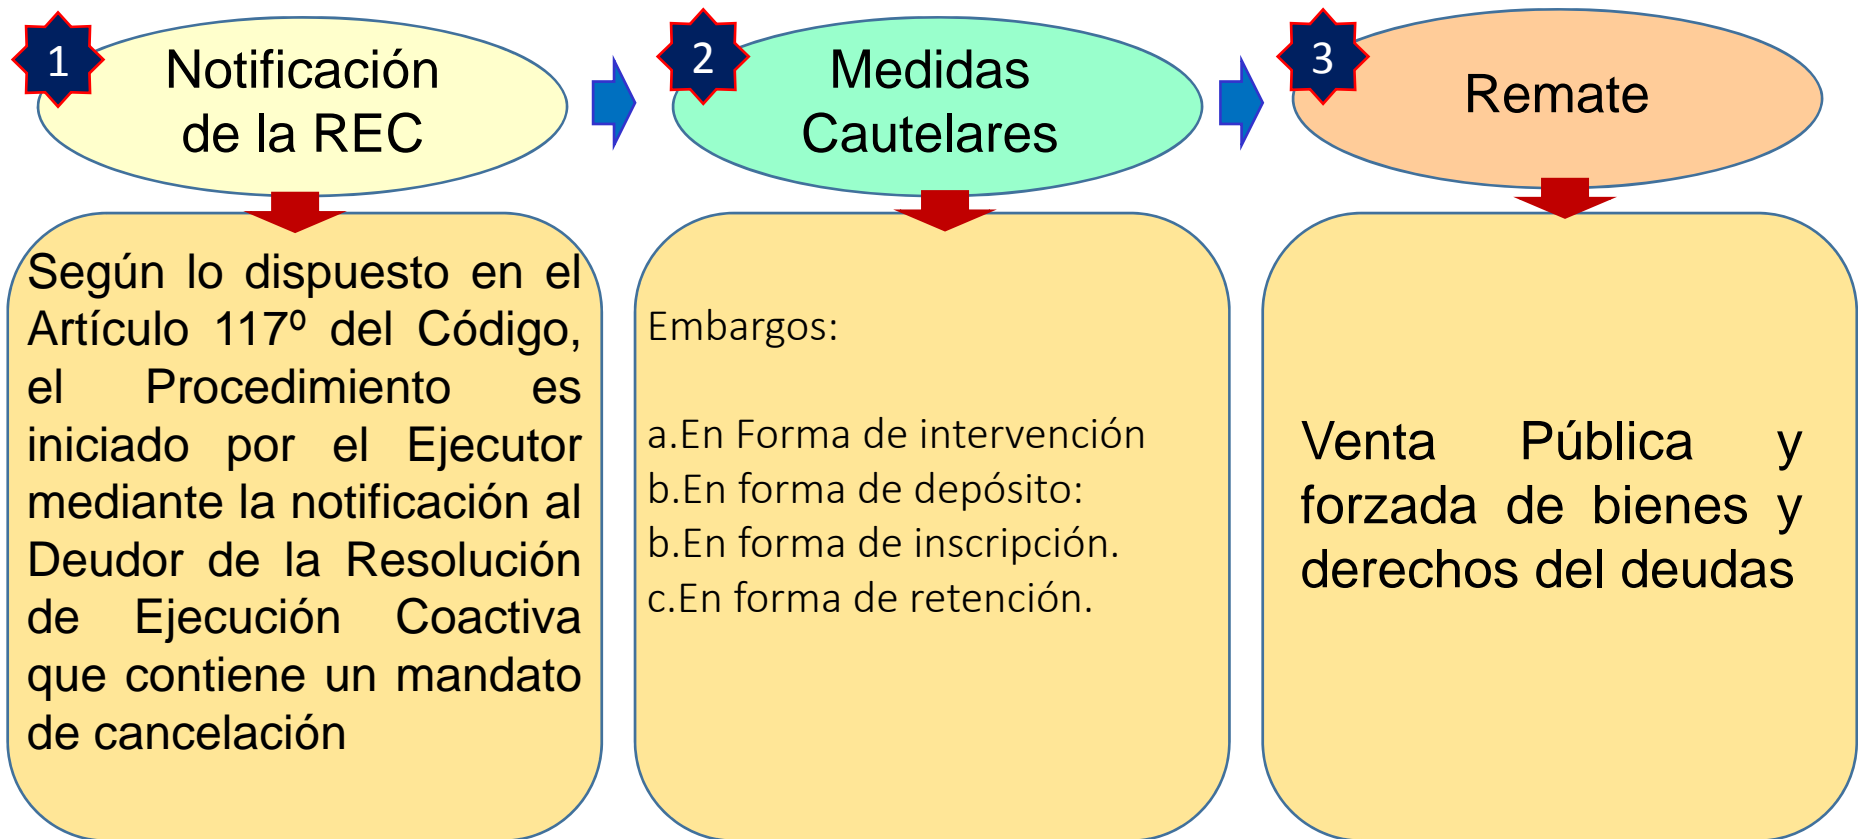 1
Notificación
de la REC
Según lo dispuesto en el
Artículo 117º del Código,
el Procedimiento es
iniciado por el Ejecutor
mediante la notificación al
Deudor de la Resolución
de Ejecución Coactiva
que contiene un mandato
de cancelación
2
Medidas
Cautelares
Embargos:
a.En Forma de intervención
b.En forma de depósito:
b.En forma de inscripción.
c.En forma de retención.
3
Remate
Venta Pública y
forzada de bienes y
derechos del deudas